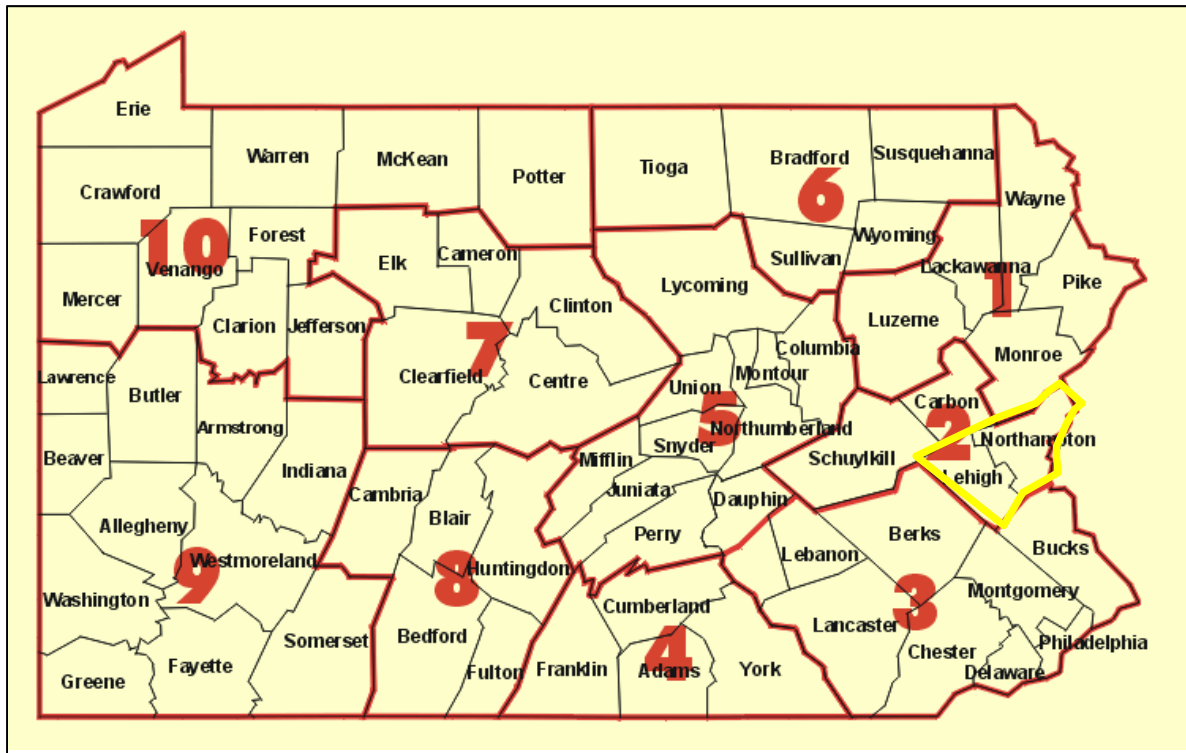 Erie
Warren
McKean
Potter
Tioga
Bradford
Susquehanna
Wayne
Crawford
6
10
Forest
Elk
Cameron
Sullivan
Wyoming
Venango
Lackawanna
1
Pike
Mercer
Lycoming
Clinton
Luzerne
Clarion
Jefferson
7
Columbia
Monroe
Lawrence
Butler
Clearfield
Centre
Union
Montour
Carbon
2
Armstrong
5
Northumberland
Northampton
Snyder
Beaver
Mifflin
Schuylkill
Lehigh
Indiana
Cambria
Juniata
Dauphin
Allegheny
Blair
Perry
Berks
Bucks
Lebanon
Westmoreland
9
Huntingdon
8
Montgomery
Washington
Cumberland
3
Lancaster
Philadelphia
Somerset
Bedford
Chester
Fayette
4
Delaware
Greene
Fulton
Franklin
Adams
York